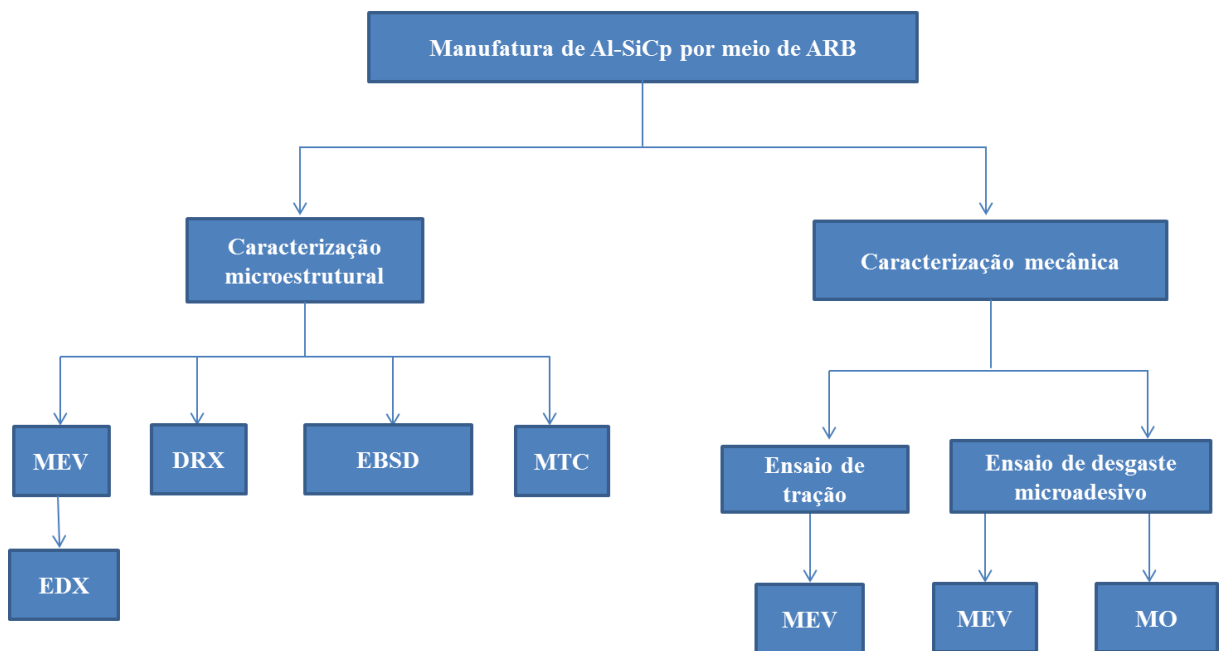 Manufatura de Al-SiCp por meio de ARB
Caracterização
microestrutural
Caracterização mecânica
MEV
DRX
EBSD
MTC
Ensaio de
tração
Ensaio de desgaste
microadesivo
EDX
MEV
MEV
MO